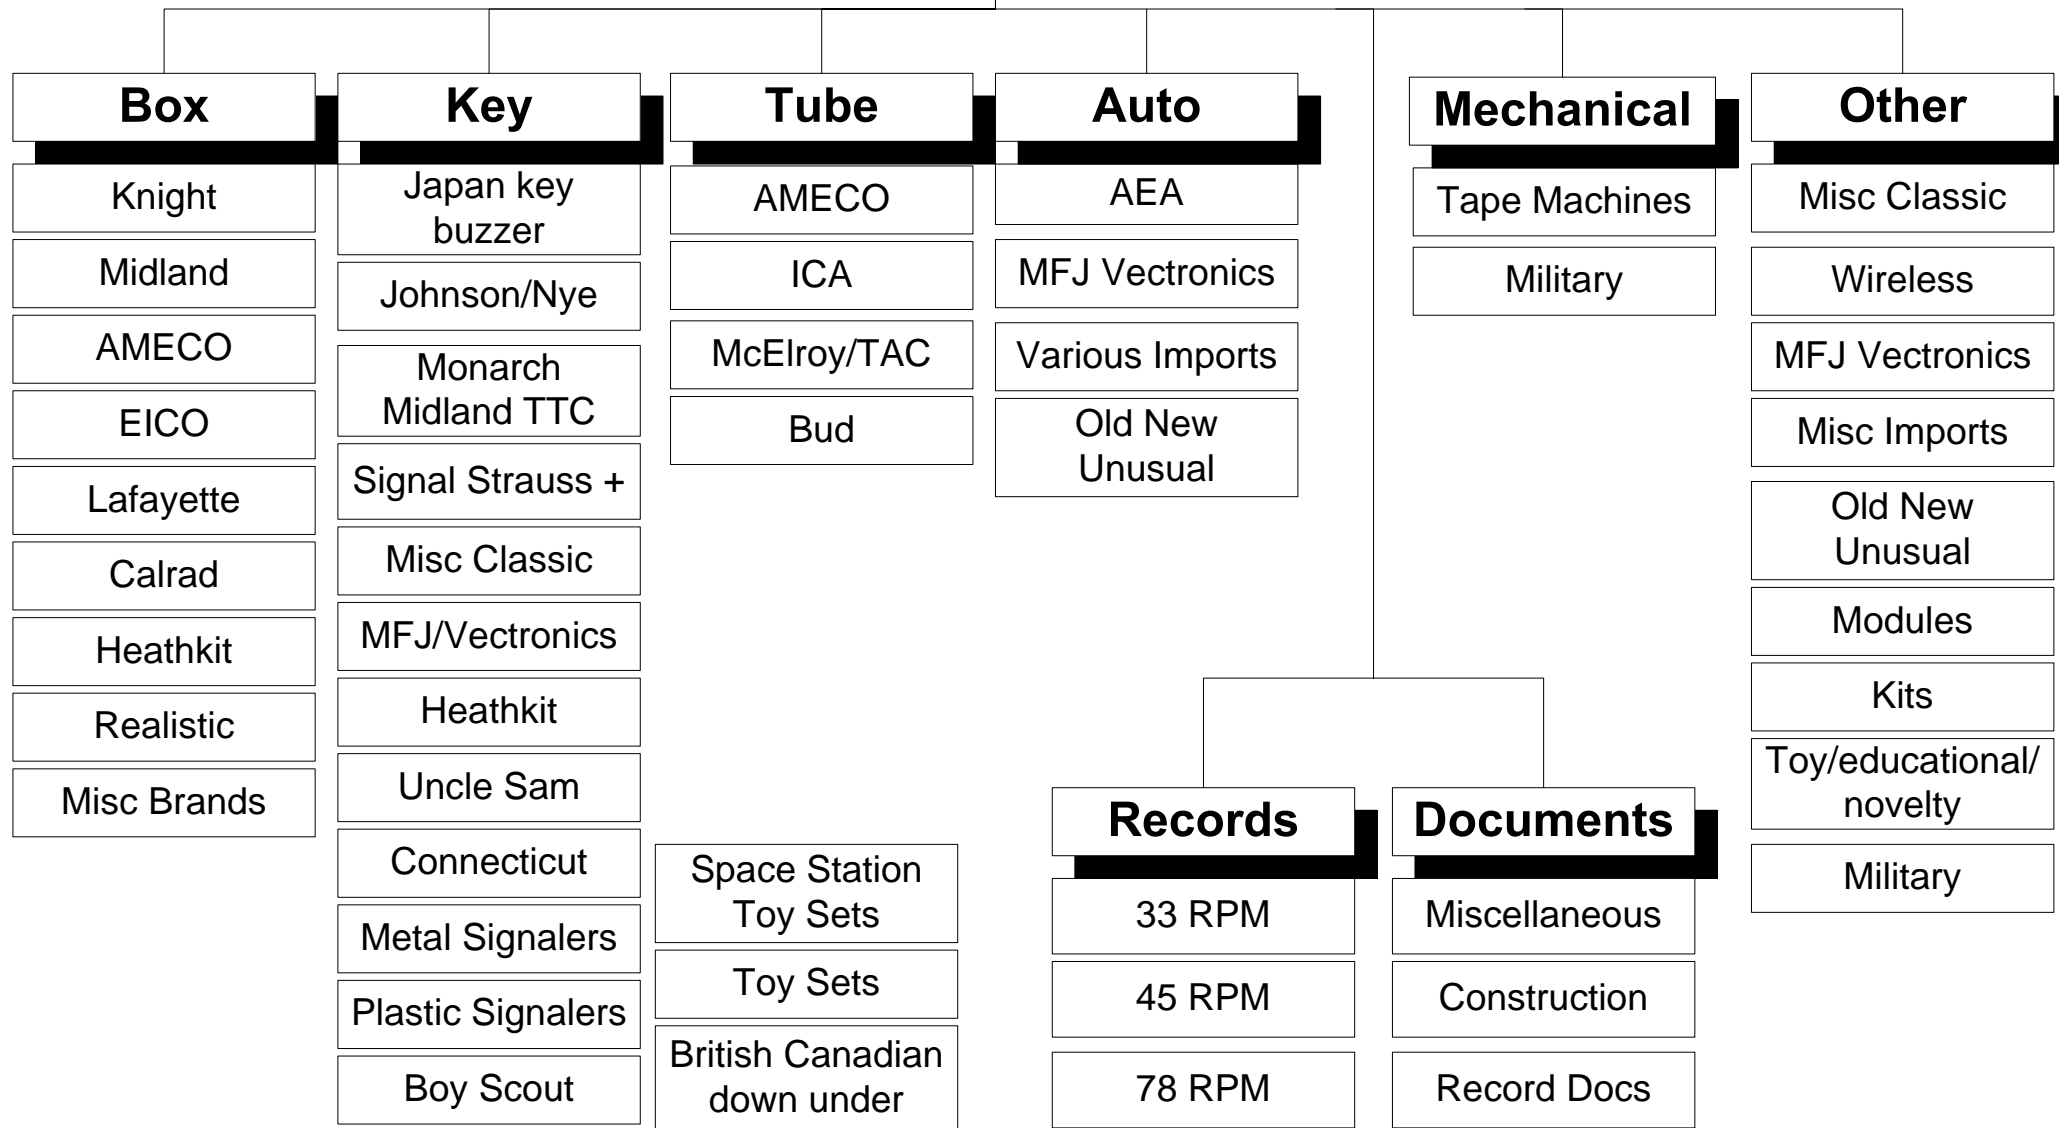 Box
Knight
Midland
AMECO
EICO
Lafayette
Calrad
Heathkit
Realistic
Misc Brands
Key
Japan key
buzzer
Johnson/Nye
Monarch
Midland TTC
Signal Strauss +
Misc Classic
MFJ/Vectronics
Heathkit
Uncle Sam
Connecticut
Metal Signalers
Plastic Signalers
Boy Scout
Tube
AMECO
ICA
McElroy/TAC
Bud
Space Station
Toy Sets
Toy Sets
British Canadian
down under
Auto
AEA
MFJ Vectronics
Various Imports
Old New
Unusual
Records
33 RPM
45 RPM
78 RPM
Documents
Miscellaneous
Construction
Record Docs
Mechanical
Tape Machines
Military
Other
Misc Classic
Wireless
MFJ Vectronics
Misc Imports
Old New
Unusual
Modules
Kits
Toy/educational/
novelty
Military